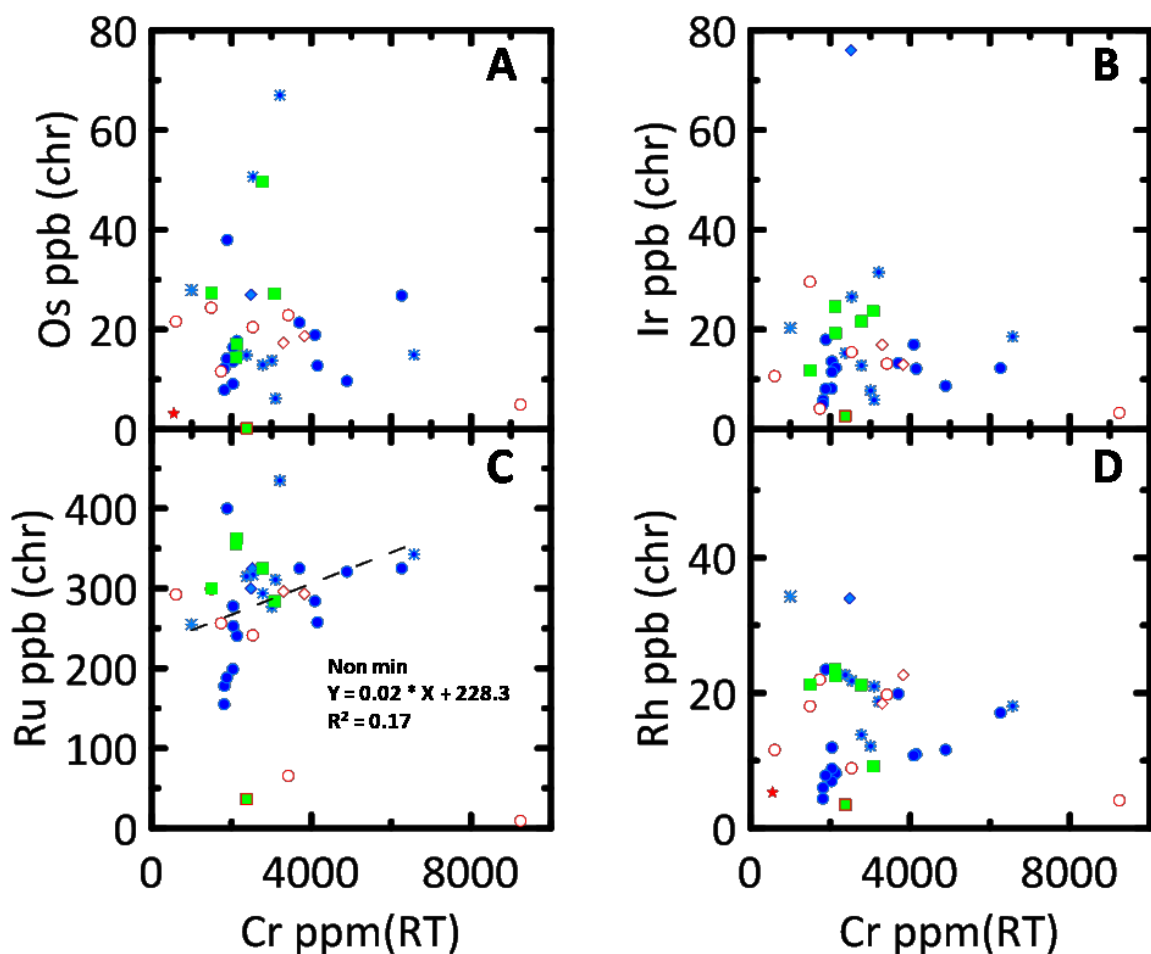 80
60
40
20
0
Os ppb (chr)
A
80
60
40
20
0
Ir ppb (chr)
B
400
300
200
100
0
Ru ppb (chr)
C
Non min
Y = 0.02 * X + 228.3
R² = 0.17
0 4000 8000
Cr ppm(RT)
40
20
0
Rh ppb (chr)
D
0 4000 8000
Cr ppm(RT)